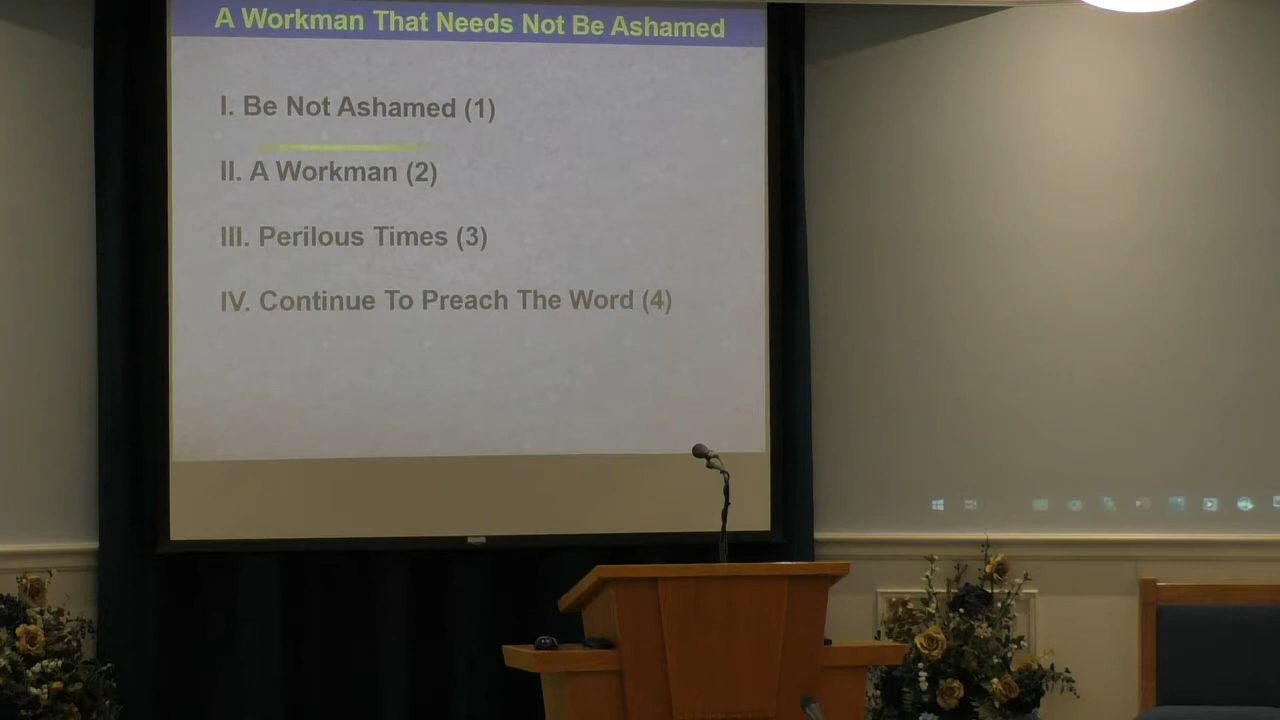 A Workman That Needs Not Be Ashamed
I. Be Not Ashamed (1)
II. A Workman (2)
III. Perilous Times (3)
IV. Continue To Preach The Word (4)